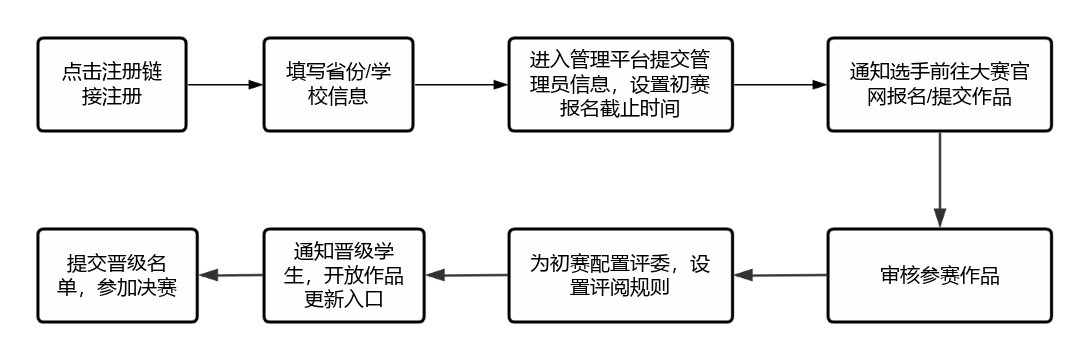 点击注册链
接注册
填写省份/学
校信息
进入管理平台提交管
理员信息，设置初赛
报名截止时间
通知选手前往大赛官
网报名/提交作品
审核参赛作品
为初赛配置评委，设
置评阅规则
通知晋级学
生，开放作品
更新入口
提交晋级名
单，参加决赛